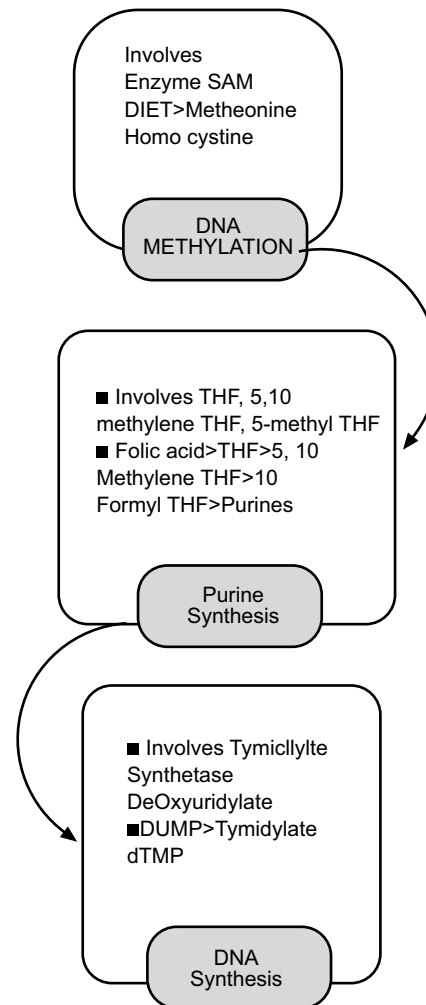 Involves
Enzyme SAM
DIET>Metheonine
Homo cystine
DNA
METHYLATION
■ Involves THF, 5,10
methylene THF, 5-methyl THF
■ Folic acid>THF>5, 10
Methylene THF>10
Formyl THF>Purines
Purine
Synthesis
■ Involves Tymicllylte
Synthetase
DeOxyuridylate
■DUMP>Tymidylate
dTMP
DNA
Synthesis